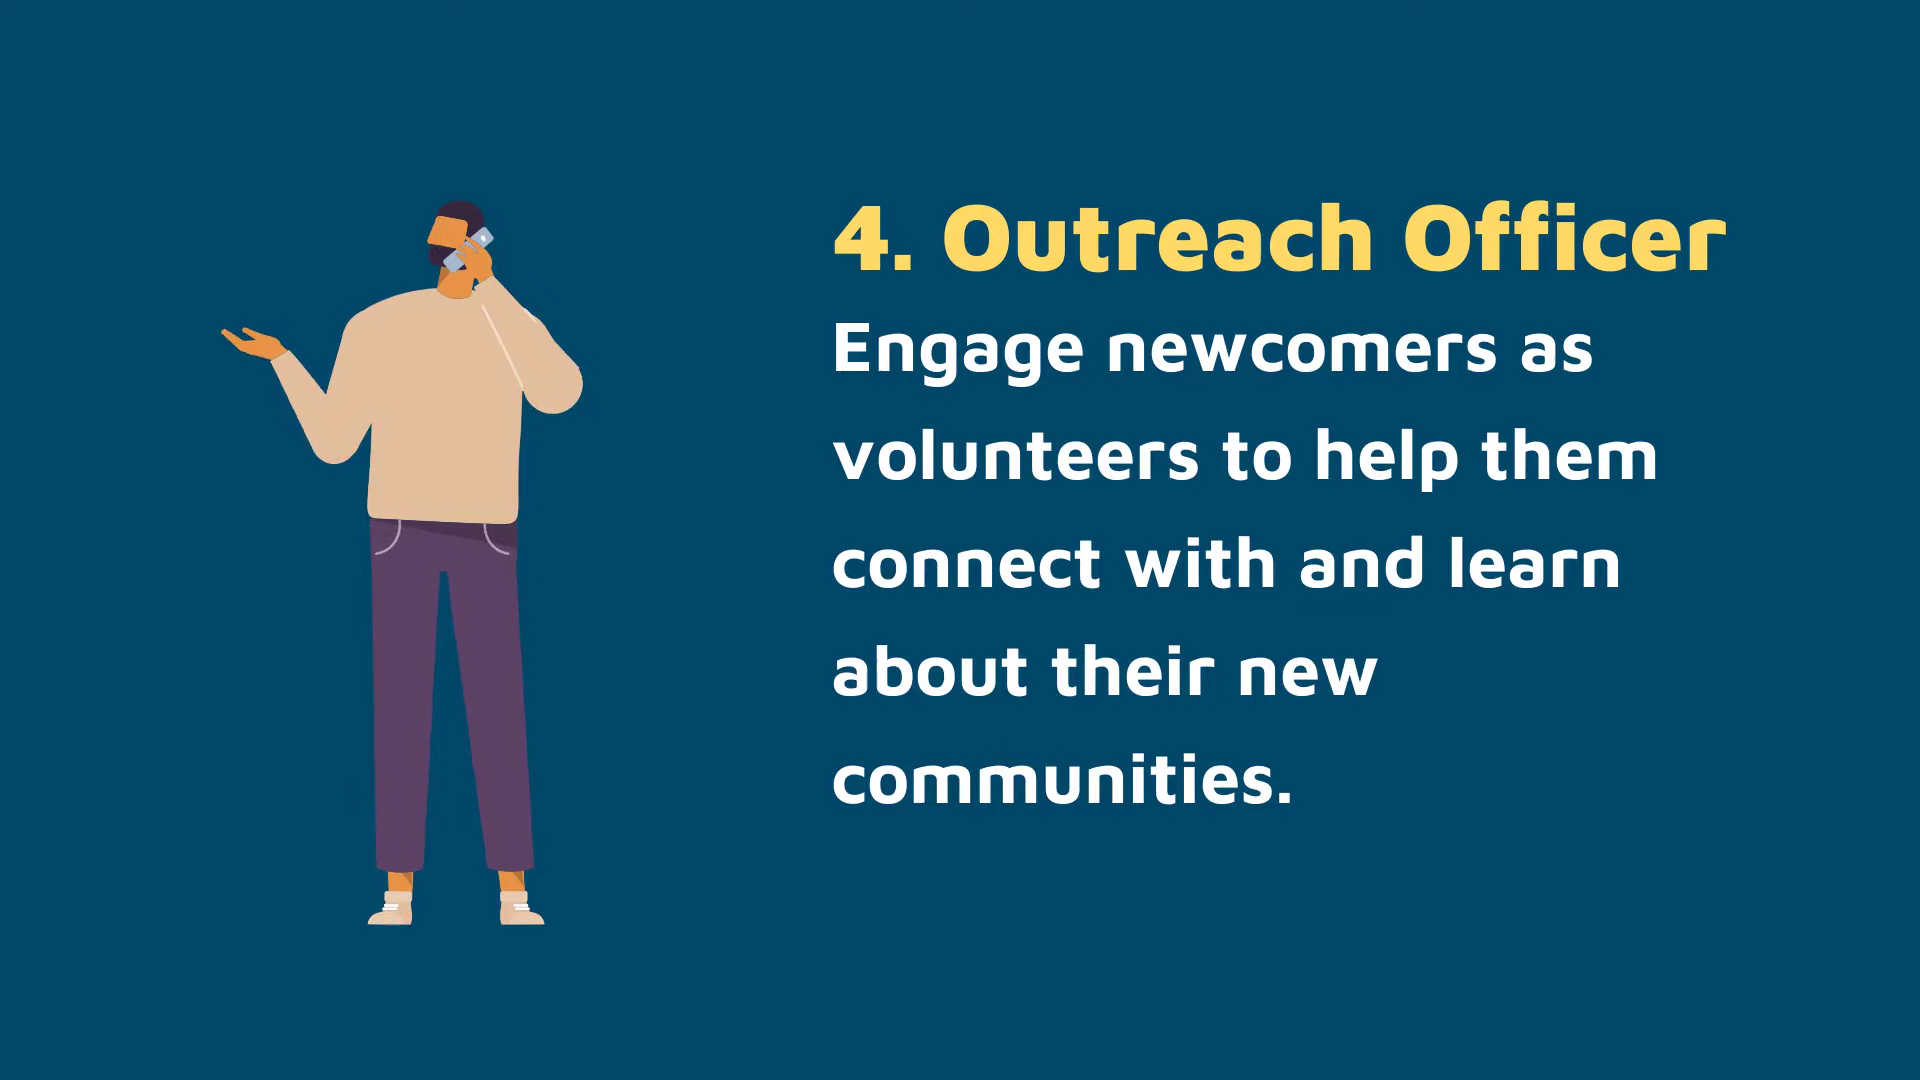 4. Outreach Officer
Engage newcomers as
volunteers to help them
connect with and learn
about their new
communities.